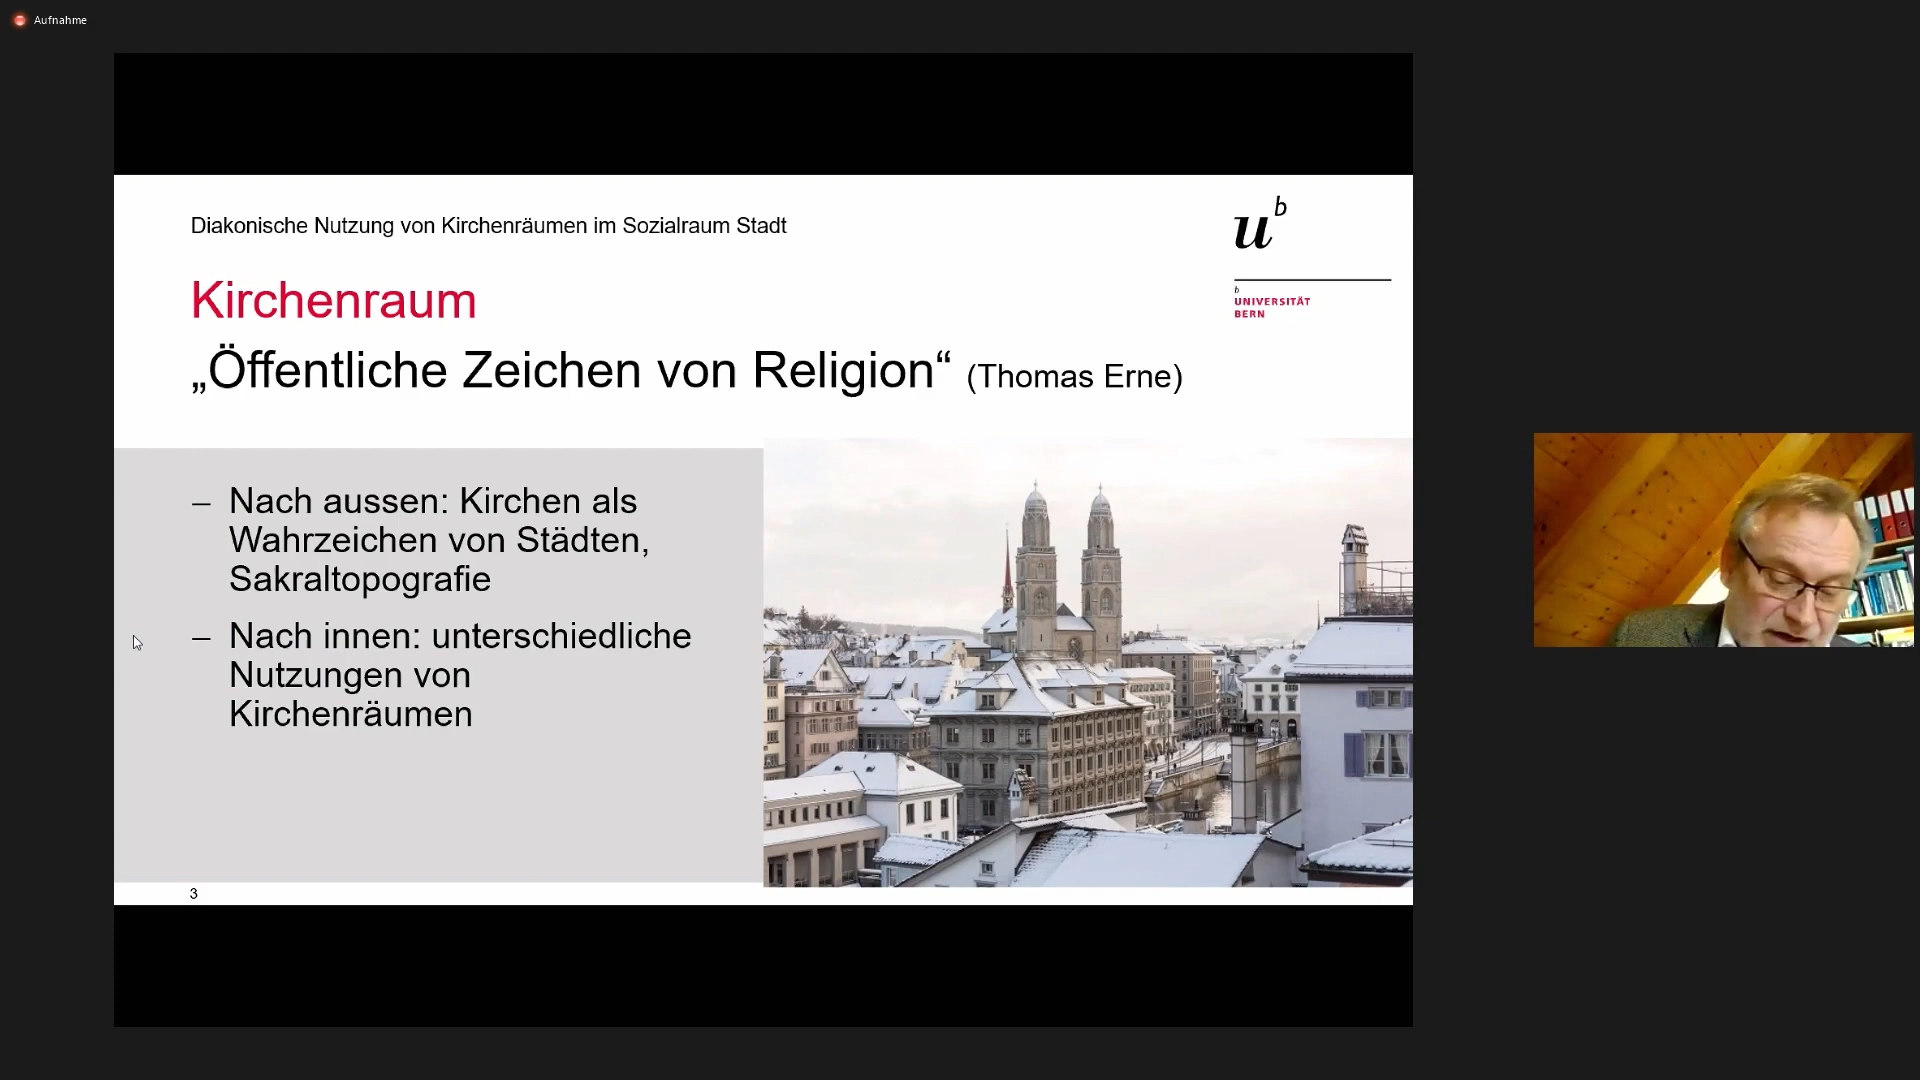 Aufnahme
Diakonische Nutzung von Kirchenräumen im Sozialraum Stadt
u b
b
UNIVERSITÄT
BERN
Kirchenraum
„Öffentliche Zeichen von Religion“ (Thomas Erne)
– Nach aussen: Kirchen als
Wahrzeichen von Städten,
Sakraltopografie
– Nach innen: unterschiedliche
Nutzungen von
Kirchenräumen
3